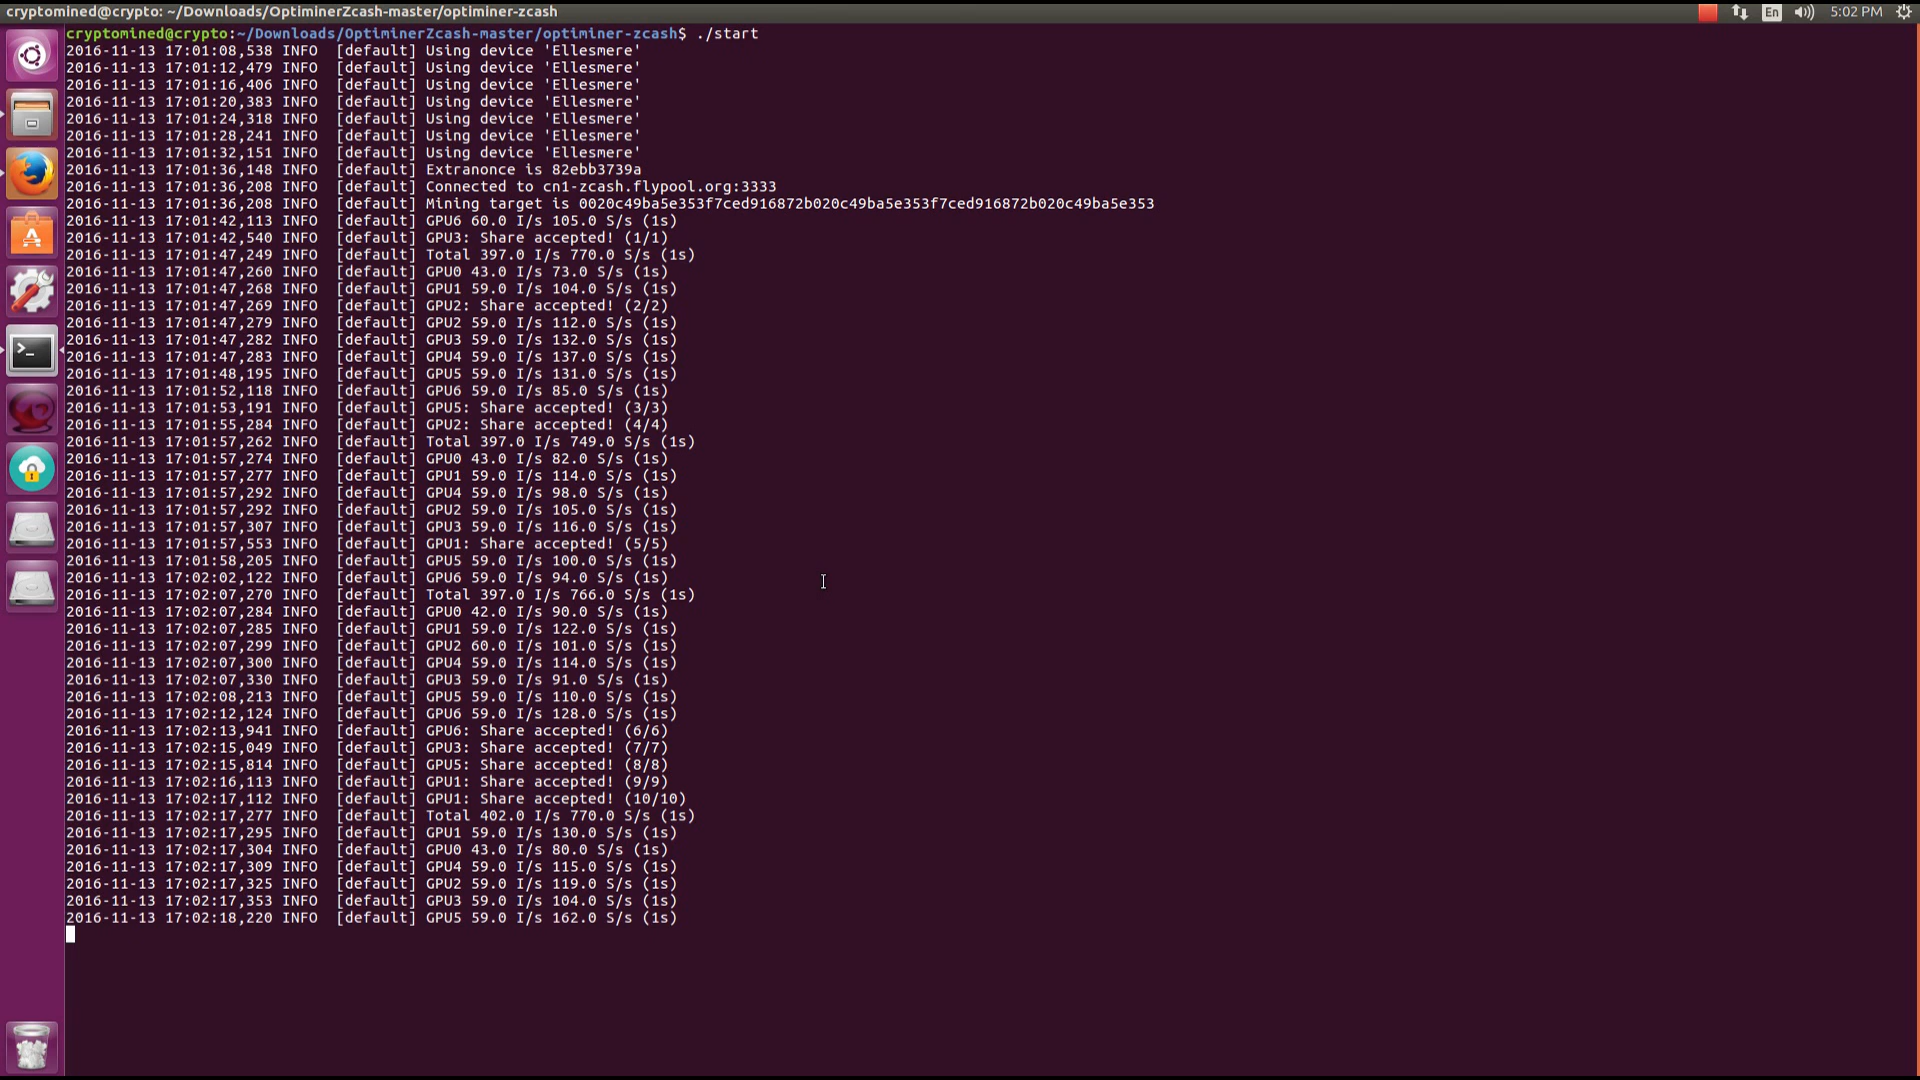 cryptomined@crypto: ~/Downloads/OptiminerZcash-master/optiminer-zcash
En
5:02 PM
cryptomined@crypto:~/Downloads/OptiminerZcash-master/optiminer-zcash$ ./start
2016-11-13 17:01:08,538 INFO  [default] Using device 'Ellesmere'
2016-11-13 17:01:12,479 INFO  [default] Using device 'Ellesmere'
2016-11-13 17:01:16,406 INFO  [default] Using device 'Ellesmere'
2016-11-13 17:01:20,383 INFO  [default] Using device 'Ellesmere'
2016-11-13 17:01:24,318 INFO  [default] Using device 'Ellesmere'
2016-11-13 17:01:28,241 INFO  [default] Using device 'Ellesmere'
2016-11-13 17:01:32,151 INFO  [default] Using device 'Ellesmere'
2016-11-13 17:01:36,148 INFO  [default] Extranonce is 82ebb3739a
2016-11-13 17:01:36,208 INFO  [default] Connected to cn1-zcash.flypool.org:3333
2016-11-13 17:01:36,208 INFO  [default] Mining target is 0020c49ba5e353f7ced916872b020c49ba5e353f7ced916872b020c49ba5e353
2016-11-13 17:01:42,113 INFO  [default] GPU6 60.0 I/s 105.0 S/s (1s)
2016-11-13 17:01:42,540 INFO  [default] GPU3: Share accepted! (1/1)
2016-11-13 17:01:47,249 INFO  [default] Total 397.0 I/s 770.0 S/s (1s)
2016-11-13 17:01:47,260 INFO  [default] GPU0 43.0 I/s 73.0 S/s (1s)
2016-11-13 17:01:47,268 INFO  [default] GPU1 59.0 I/s 104.0 S/s (1s)
2016-11-13 17:01:47,269 INFO  [default] GPU2: Share accepted! (2/2)
2016-11-13 17:01:47,279 INFO  [default] GPU2 59.0 I/s 112.0 S/s (1s)
2016-11-13 17:01:47,282 INFO  [default] GPU3 59.0 I/s 132.0 S/s (1s)
2016-11-13 17:01:47,283 INFO  [default] GPU4 59.0 I/s 137.0 S/s (1s)
2016-11-13 17:01:48,195 INFO  [default] GPU5 59.0 I/s 131.0 S/s (1s)
2016-11-13 17:01:52,118 INFO  [default] GPU6 59.0 I/s 85.0 S/s (1s)
2016-11-13 17:01:53,191 INFO  [default] GPU5: Share accepted! (3/3)
2016-11-13 17:01:55,284 INFO  [default] GPU2: Share accepted! (4/4)
2016-11-13 17:01:57,262 INFO  [default] Total 397.0 I/s 749.0 S/s (1s)
2016-11-13 17:01:57,274 INFO  [default] GPU0 43.0 I/s 82.0 S/s (1s)
2016-11-13 17:01:57,277 INFO  [default] GPU1 59.0 I/s 114.0 S/s (1s)
2016-11-13 17:01:57,292 INFO  [default] GPU4 59.0 I/s 98.0 S/s (1s)
2016-11-13 17:01:57,292 INFO  [default] GPU2 59.0 I/s 105.0 S/s (1s)
2016-11-13 17:01:57,307 INFO  [default] GPU3 59.0 I/s 116.0 S/s (1s)
2016-11-13 17:01:57,553 INFO  [default] GPU1: Share accepted! (5/5)
2016-11-13 17:01:58,205 INFO  [default] GPU5 59.0 I/s 100.0 S/s (1s)
2016-11-13 17:02:02,122 INFO  [default] GPU6 59.0 I/s 94.0 S/s (1s)
2016-11-13 17:02:07,270 INFO  [default] Total 397.0 I/s 766.0 S/s (1s)
2016-11-13 17:02:07,284 INFO  [default] GPU0 42.0 I/s 90.0 S/s (1s)
2016-11-13 17:02:07,285 INFO  [default] GPU1 59.0 I/s 122.0 S/s (1s)
2016-11-13 17:02:07,299 INFO  [default] GPU2 60.0 I/s 101.0 S/s (1s)
2016-11-13 17:02:07,300 INFO  [default] GPU4 59.0 I/s 114.0 S/s (1s)
2016-11-13 17:02:07,330 INFO  [default] GPU3 59.0 I/s 91.0 S/s (1s)
2016-11-13 17:02:08,213 INFO  [default] GPU5 59.0 I/s 110.0 S/s (1s)
2016-11-13 17:02:12,124 INFO  [default] GPU6 59.0 I/s 128.0 S/s (1s)
2016-11-13 17:02:13,941 INFO  [default] GPU6: Share accepted! (6/6)
2016-11-13 17:02:15,049 INFO  [default] GPU3: Share accepted! (7/7)
2016-11-13 17:02:15,814 INFO  [default] GPU5: Share accepted! (8/8)
2016-11-13 17:02:16,113 INFO  [default] GPU1: Share accepted! (9/9)
2016-11-13 17:02:17,112 INFO  [default] GPU1: Share accepted! (10/10)
2016-11-13 17:02:17,277 INFO  [default] Total 402.0 I/s 770.0 S/s (1s)
2016-11-13 17:02:17,295 INFO  [default] GPU1 59.0 I/s 130.0 S/s (1s)
2016-11-13 17:02:17,304 INFO  [default] GPU0 43.0 I/s 80.0 S/s (1s)
2016-11-13 17:02:17,309 INFO  [default] GPU4 59.0 I/s 115.0 S/s (1s)
2016-11-13 17:02:17,325 INFO  [default] GPU2 59.0 I/s 119.0 S/s (1s)
2016-11-13 17:02:17,353 INFO  [default] GPU3 59.0 I/s 104.0 S/s (1s)
2016-11-13 17:02:18,220 INFO  [default] GPU5 59.0 I/s 162.0 S/s (1s)